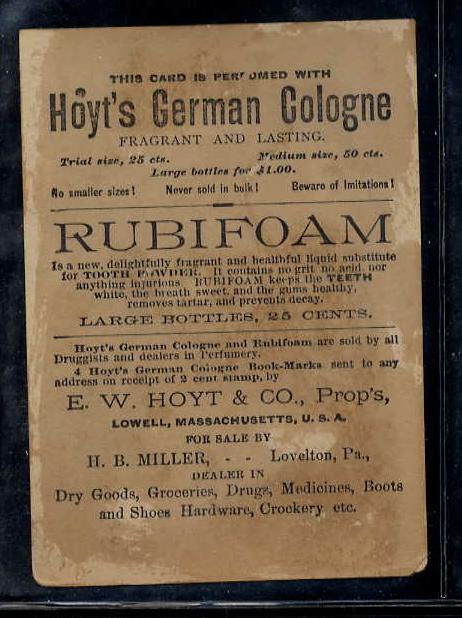 THIS CARD IS PERFUMED WITH
Hoyt's German Cologne
FRAGRANT AND LASTING.
Trial size, 25 cts. Medium size, 50 cts.
Large bottles for $1.00.
No smaller sizes! Never sold in bulk! Beware of Imitations!
RUBIFOAM
Is a new, delightfully fragrant and healthful liquid substitute
for TOOTH POWDER. It contains no grit no acid, nor
anything injurious. RUBIFOAM keeps the TEETH
white, the breath sweet, and the gums healthy,
removes tartar, and prevents decay.
LARGE BOTTLES, 25 CENTS.
Hoyt's German Cologne and Rubifoam are sold by all
Druggists and dealers in Perfumery.
4 Hoyt's German Cologne Book-Marks sent to any
address on receipt of 2 cent stamp, by
E. W. HOYT & CO., Prop's,
LOWELL, MASSACHUSETTS, U. S. A.
FOR SALE BY
H. B. MILLER, - - Lovelton, Pa.,
DEALER IN
Dry Goods, Groceries, Drugs, Medicines, Boots
and Shoes Hardware, Crockery etc.